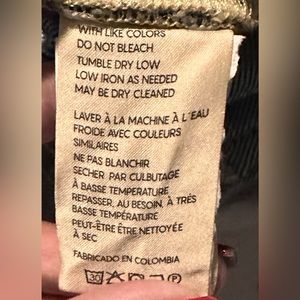 WITH LIKE COLORS
DO NOT BLEACH
TUMBLE DRY LOW
LOW IRON AS NEEDED
MAY BE DRY CLEANED
LAVER À LA MACHINE À L'EAU
FROIDE AVEC COULEURS
SIMILAIRES
NE PAS BLANCHIR
SECHER PAR CULBUTAGE
À BASSE TEMPERATURE
REPASSER, AU BESOIN, À TRÈS
BASSE TEMPÉRATURE
PEUT-ÊTRE ÊTRE NETTOYÉE
À SEC
FABRICADO EN COLOMBIA
30
P